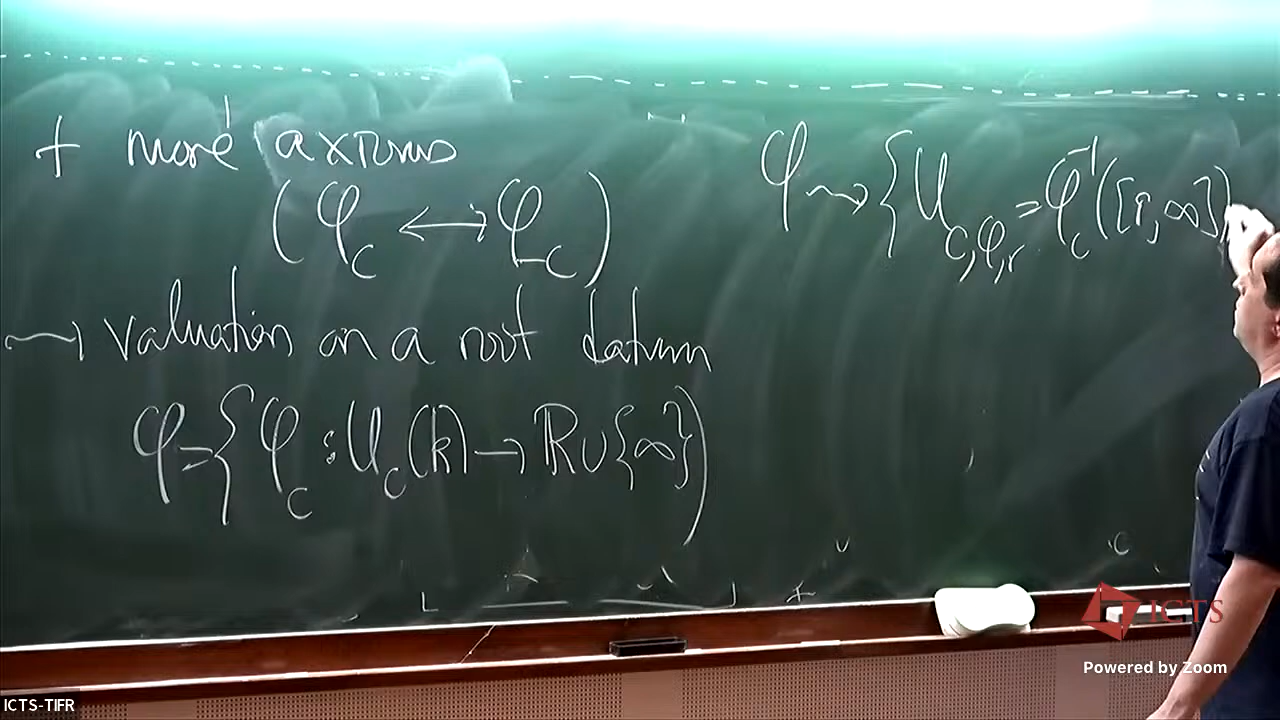 + more axioms
(φ_c ⟷ φ_{-c})
⇝ valuation on a root datum
φ = {φ_c : U_c(k) → ℝ ∪ {∞}}
φ ⇝ {U_{c,φ,r} = φ_c^{-1}([r,∞])
ICTS
Powered by Zoom
ICTS-TIFR